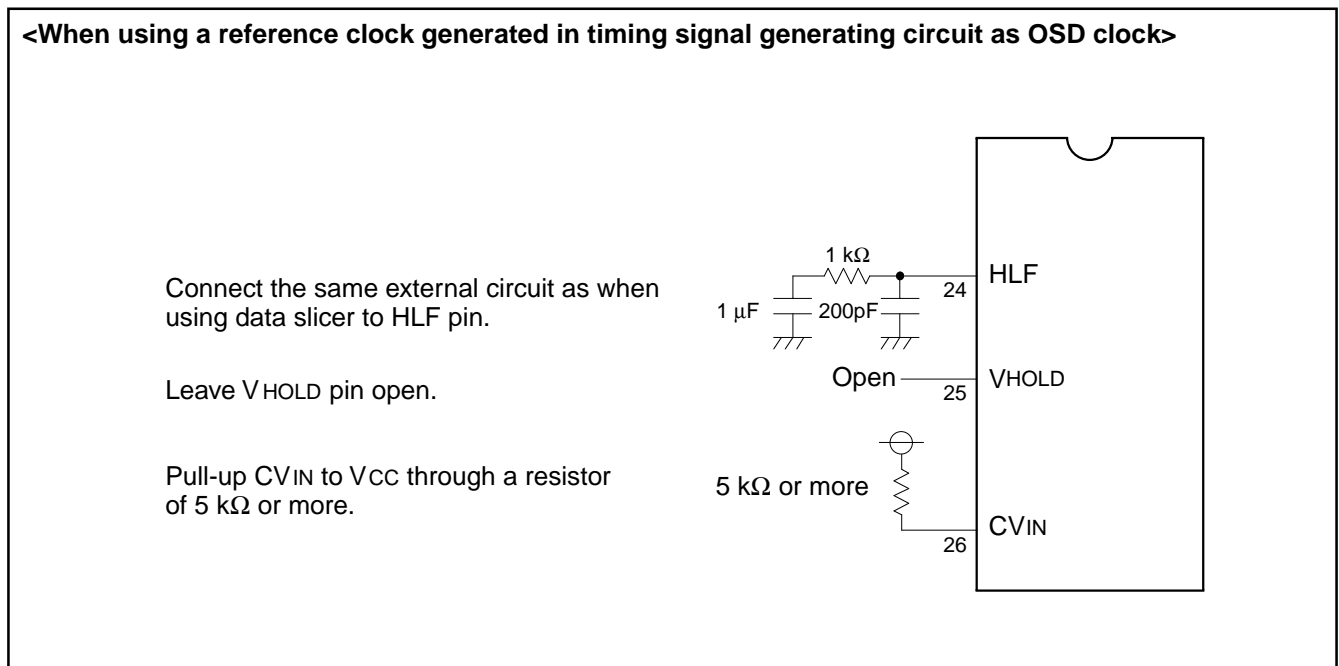 <When using a reference clock generated in timing signal generating circuit as OSD clock>
1 kΩ
HLF
24
Connect the same external circuit as when
using data slicer to HLF pin.
1 μF
200pF
Open
VHOLD
25
Leave VHOLD pin open.
Pull-up CVIN to VCC through a resistor
of 5 kΩ or more.
5 kΩ or more
CVIN
26